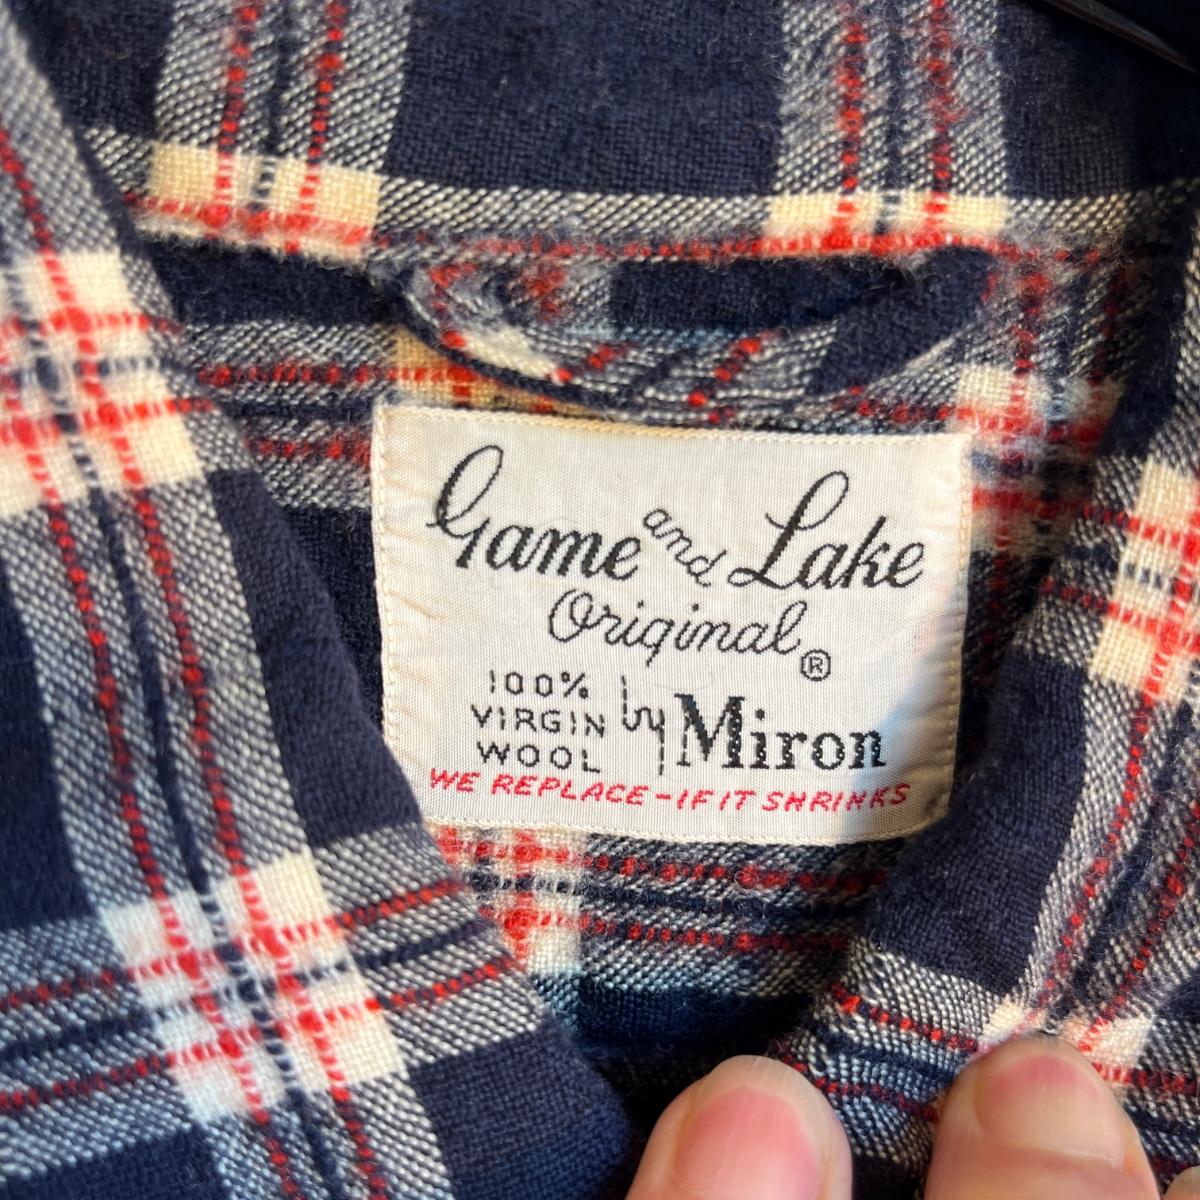 Game and Lake
Original®
100%
VIRGIN
WOOL
by Miron
WE REPLACE-IF IT SHRINKS